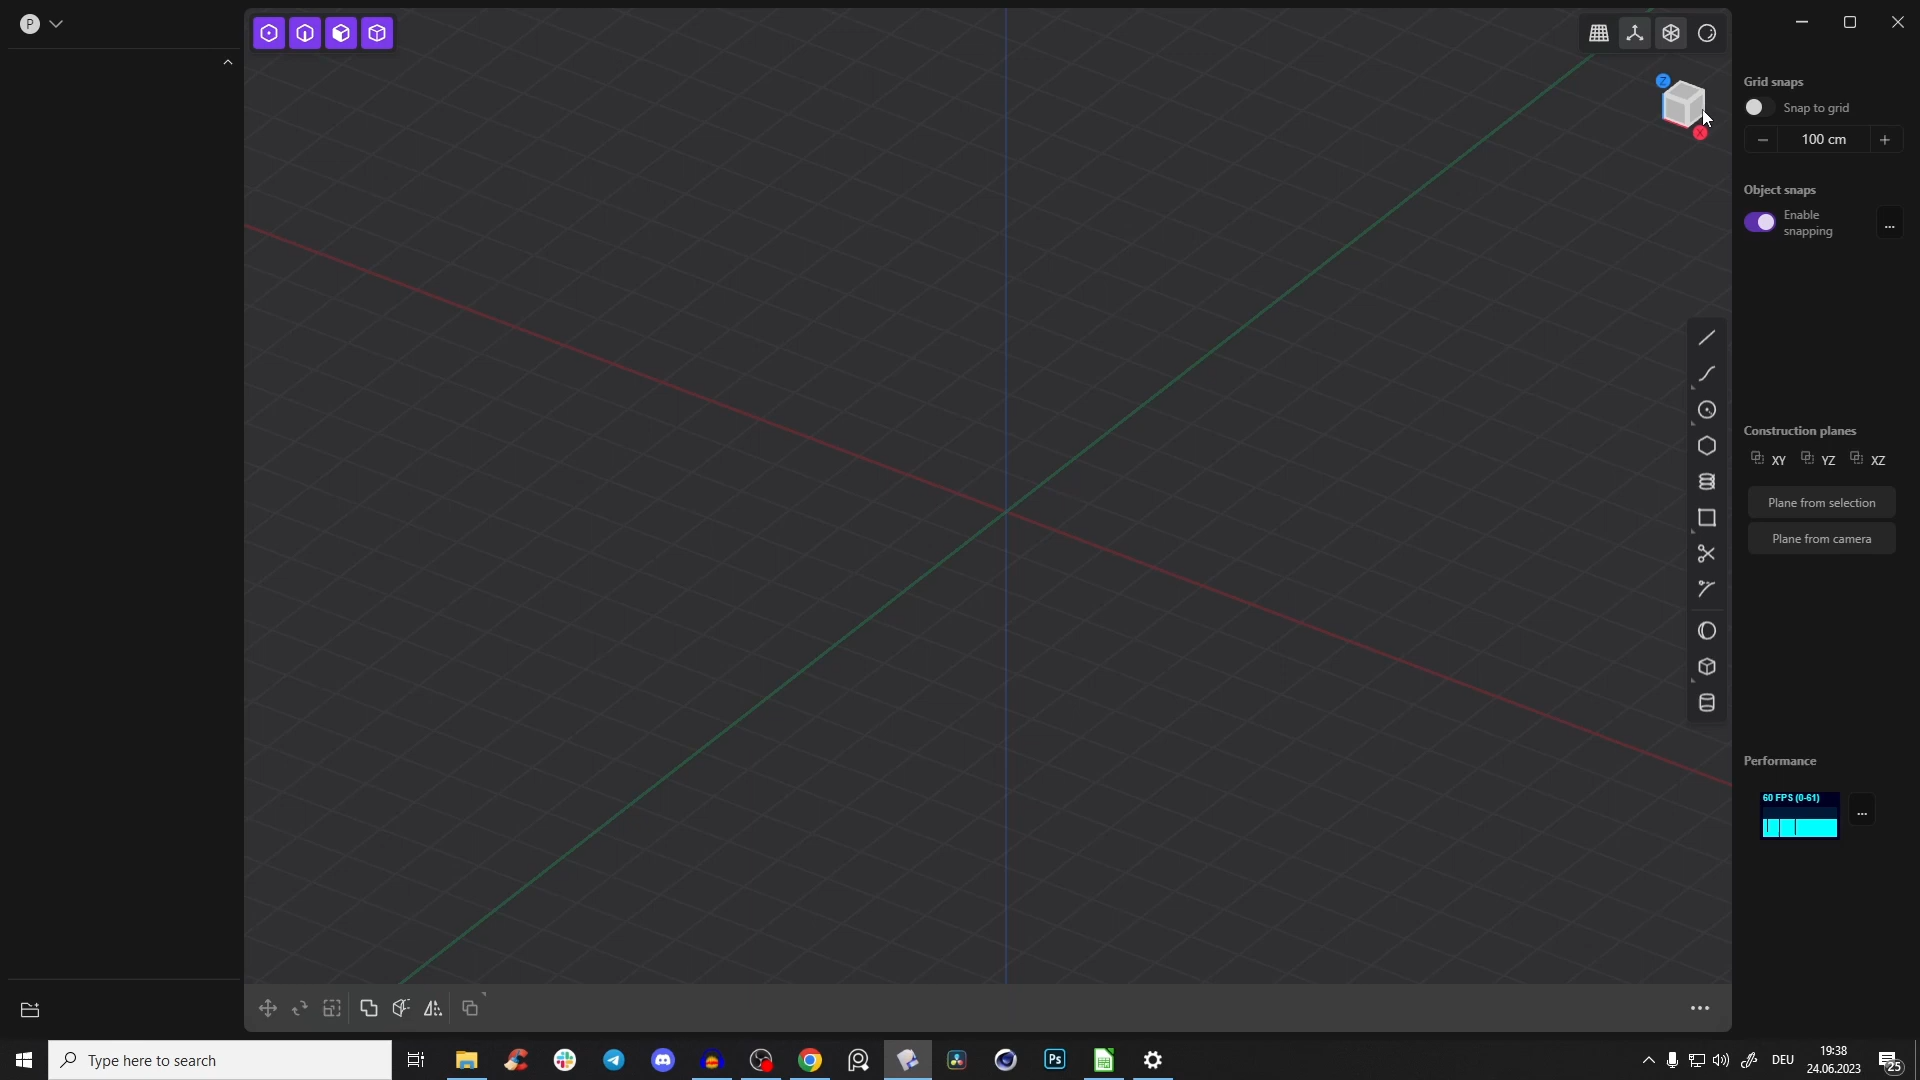 P
Z
X
Grid snaps
Snap to grid
100 cm
Object snaps
Enable
snapping
...
Construction planes
XY YZ XZ
Plane from selection
Plane from camera
Performance
60 FPS (0-61)
...
Type here to search
Ps
DEU
19:38
24.06.2023
25